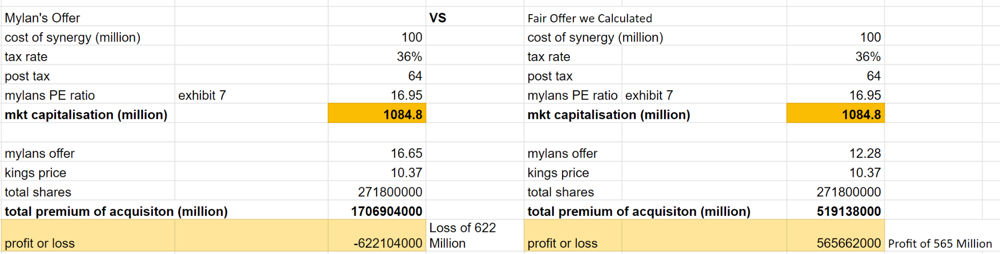 Mylan's Offer VS Fair Offer we Calculated
cost of synergy (million) 100 cost of synergy (million) 100
tax rate 36% tax rate 36%
post tax 64 post tax 64
mylans PE ratio exhibit 7 16.95 mylans PE ratio exhibit 7 16.95
mkt capitalisation (million) 1084.8 mkt capitalisation (million) 1084.8
mylans offer 16.65 mylans offer 12.28
kings price 10.37 kings price 10.37
total shares 271800000 total shares 271800000
total premium of acquisiton (million) 1706904000 total premium of acquisiton (million) 519138000
Loss of 622
profit or loss -622104000 Million profit or loss 565662000 Profit of 565 Million